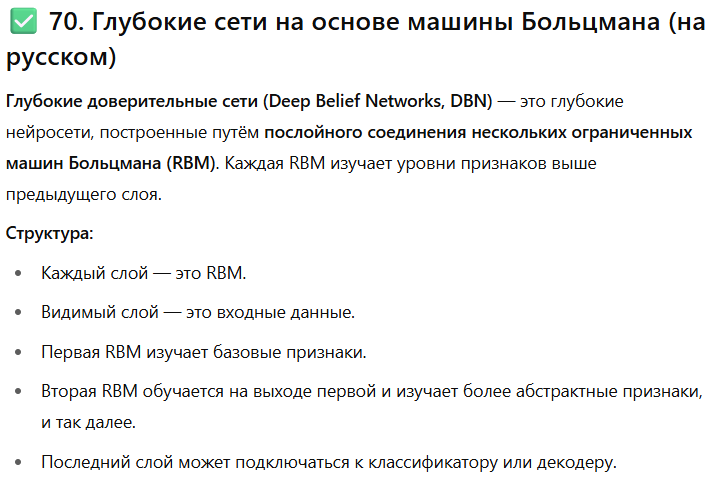 ✅ 70. Глубокие сети на основе машины Больцмана (на
русском)
Глубокие доверительные сети (Deep Belief Networks, DBN) — это глубокие
нейросети, построенные путём послойного соединения нескольких ограниченных
машин Больцмана (RBM). Каждая RBM изучает уровни признаков выше
предыдущего слоя.
Структура:
• Каждый слой — это RBM.
• Видимый слой — это входные данные.
• Первая RBM изучает базовые признаки.
• Вторая RBM обучается на выходе первой и изучает более абстрактные признаки,
и так далее.
• Последний слой может подключаться к классификатору или декодеру.